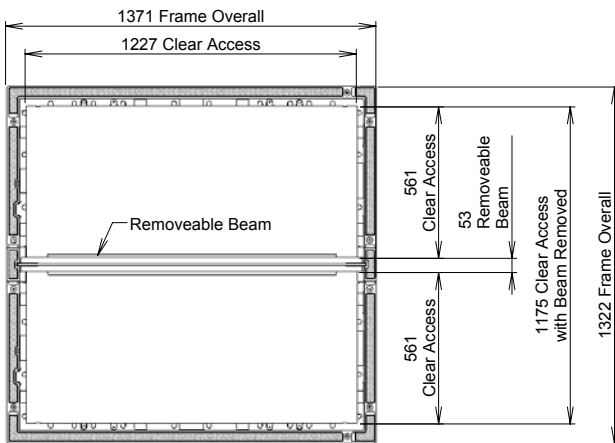 1371 Frame Overall
1227 Clear Access
Removeable Beam
561
Clear Access
53
Removeable
Beam
561
Clear Access
1175 Clear Access
with Beam Removed
1322 Frame Overall